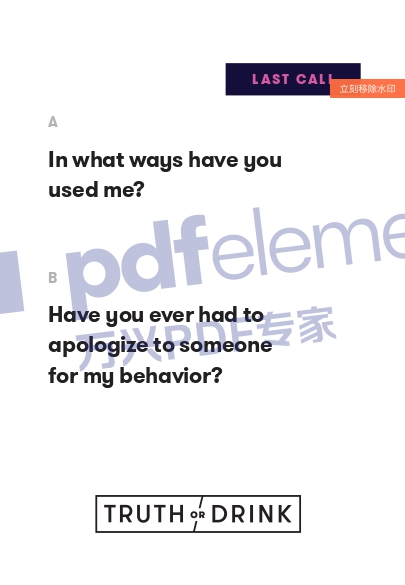 LAST CALL
立刻移除水印
A
In what ways have you
used me?
pdfeleme
B
Have you ever had to
apologize to someone
for my behavior?
万兴PDF专家
TRUTH OR DRINK